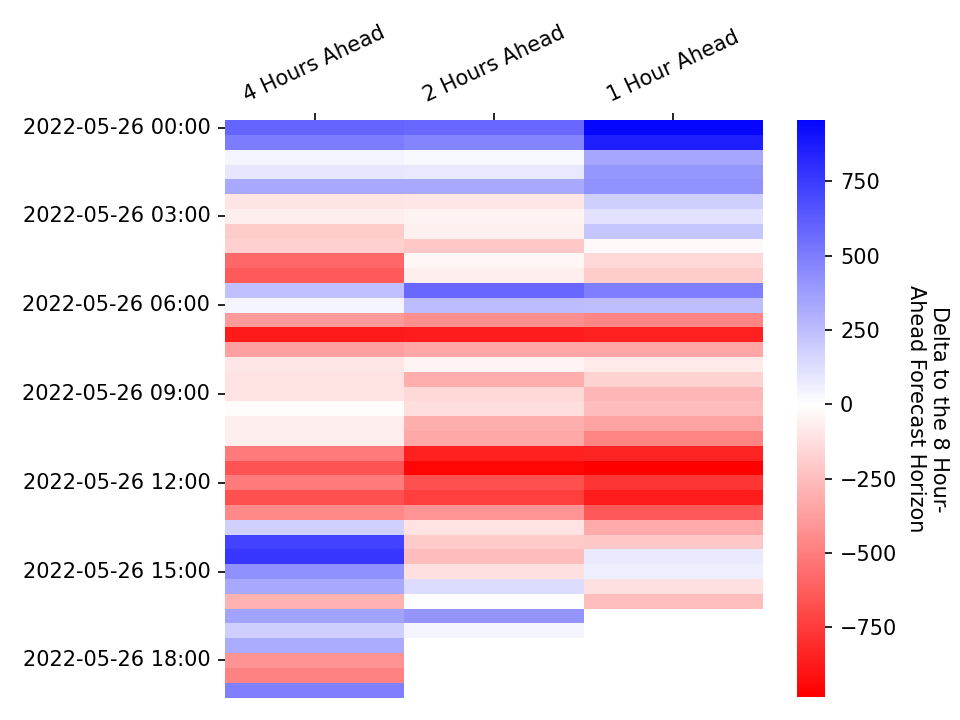 4 Hours Ahead
2 Hours Ahead
1 Hour Ahead
2022-05-26 00:00
2022-05-26 03:00
2022-05-26 06:00
2022-05-26 09:00
2022-05-26 12:00
2022-05-26 15:00
2022-05-26 18:00
750
500
250
0
−250
−500
−750
Delta to the 8 Hour-
Ahead Forecast Horizon